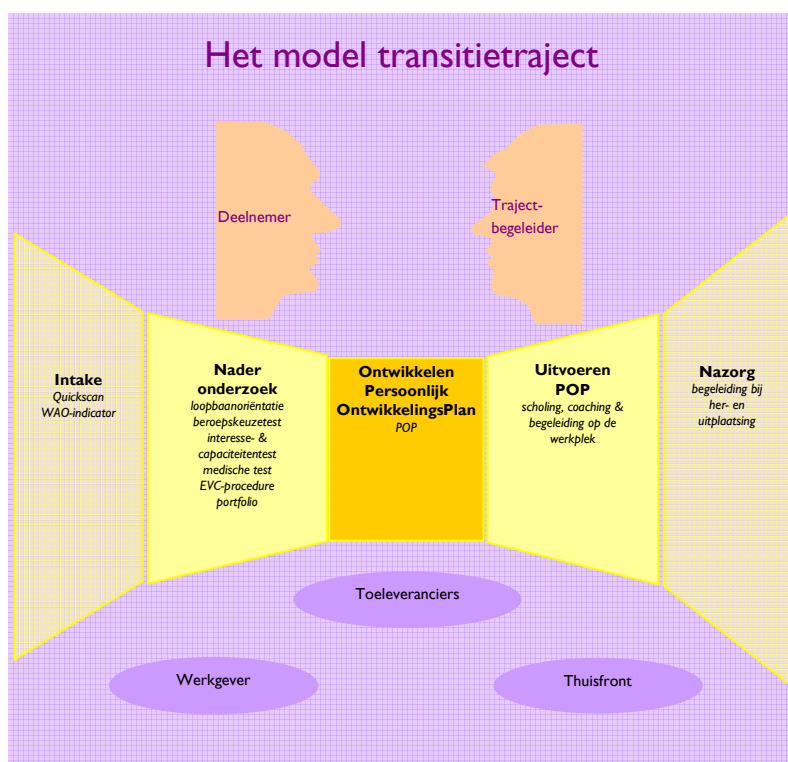 Het model transitietraject
Deelnemer
Traject-
begeleider
Intake
Quickscan
WAO-indicator
Nader
onderzoek
loopbaanoriëntatie
beroepskeuzetest
interesse- &
capaciteitentest
medische test
EVC-procedure
portfolio
Ontwikkelen
Persoonlijk
OntwikkelingsPlan
POP
Uitvoeren
POP
scholing, coaching &
begeleiding op de
werkplek
Nazorg
begeleiding bij
her- en
uitplaatsing
Toeleveranciers
Werkgever
Thuisfront